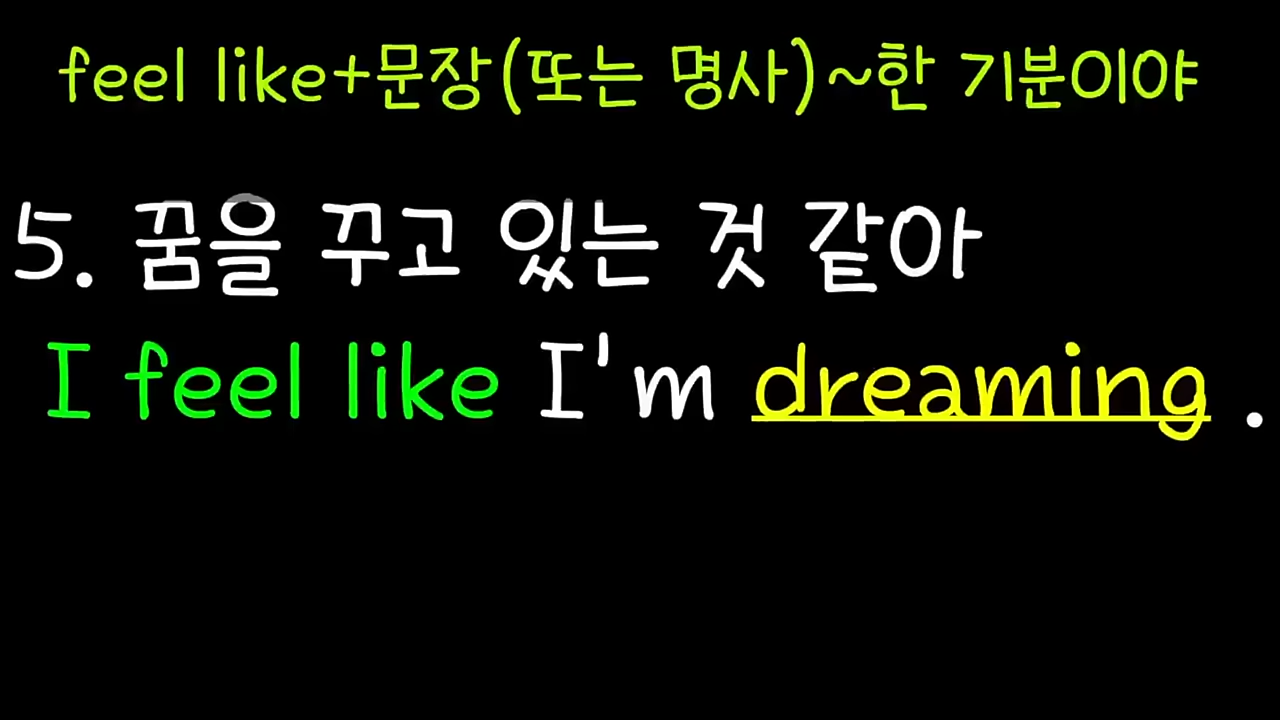 feel like+문장(또는 명사)~한 기분이야
5. 꿈을 꾸고 있는 것 같아
I feel like I'm dreaming .